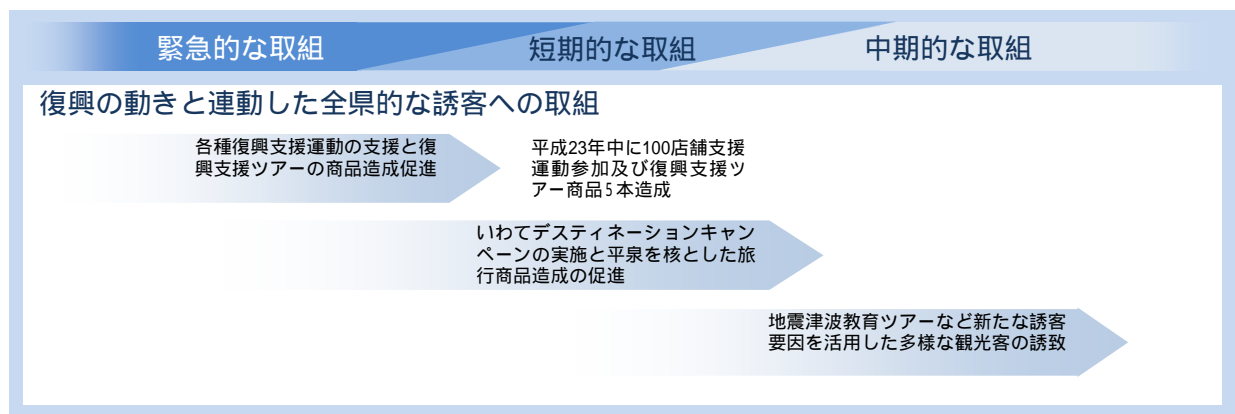 緊急的な取組 短期的な取組 中期的な取組
復興の動きと連動した全県的な誘客への取組
各種復興支援運動の支援と復
興支援ツアーの商品造成促進
平成23年中に100店舗支援
運動参加及び復興支援ツ
アー商品5本造成
いわてデスティネーションキャン
ペーンの実施と平泉を核とした旅
行商品造成の促進
地震津波教育ツアーなど新たな誘客
要因を活用した多様な観光客の誘致